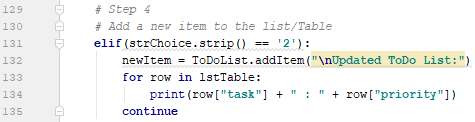 129 # Step 4
130 # Add a new item to the list/Table
131 elif(strChoice.strip() == '2'):
132 newItem = ToDoList.addItem("\nUpdated ToDo List:")
133 for row in lstTable:
134 print(row["task"] + " : " + row["priority"])
135 continue